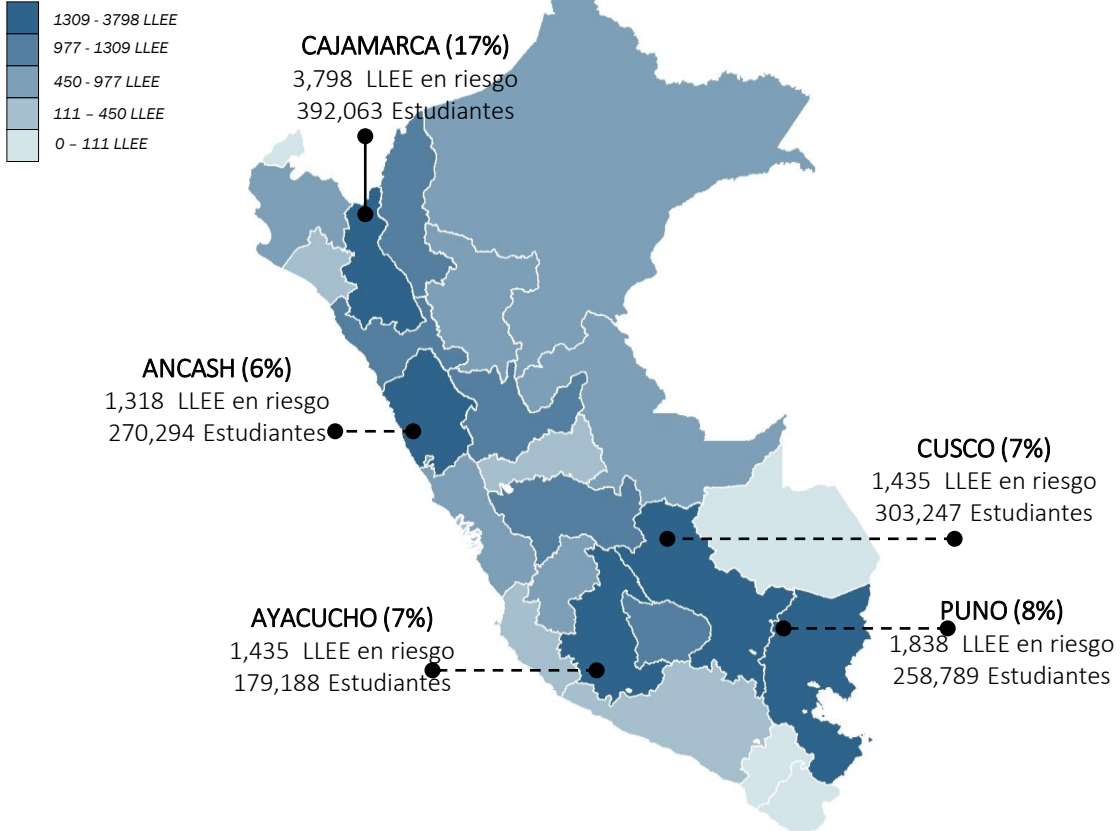 1309 - 3798 LLEE
977 - 1309 LLEE
450 - 977 LLEE
111 – 450 LLEE
0 – 111 LLEE
CAJAMARCA (17%)
3,798 LLEE en riesgo
392,063 Estudiantes
ANCASH (6%)
1,318 LLEE en riesgo
270,294 Estudiantes
CUSCO (7%)
1,435 LLEE en riesgo
303,247 Estudiantes
AYACUCHO (7%)
1,435 LLEE en riesgo
179,188 Estudiantes
PUNO (8%)
1,838 LLEE en riesgo
258,789 Estudiantes